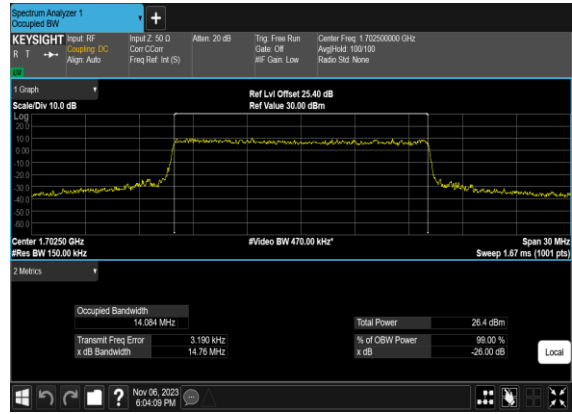 Spectrum Analyzer 1
Occupied BW
+
KEYSIGHT Input: RF Input Z: 50 Ω Atten: 20 dB Trig: Free Run Center Freq: 1.702500000 GHz
R T Coupling: DC Corr CCorr Gate: Off Avg|Hold: 100/100
Align: Auto Freq Ref: Int (S) #IF Gain: Low Radio Std: None
1 Graph
Ref Lvl Offset 25.40 dB
Scale/Div 10.0 dB Ref Value 30.00 dBm
Log
20.0
10.0
0.00
-10.0
-20.0
-30.0
-40.0
-50.0
-60.0
Center 1.70250 GHz #Video BW 470.00 kHz* Span 30 MHz
#Res BW 150.00 kHz Sweep 1.67 ms (1001 pts)
2 Metrics
Occupied Bandwidth
14.084 MHz Total Power 26.4 dBm
Transmit Freq Error 3.190 kHz % of OBW Power 99.00 %
x dB Bandwidth 14.76 MHz x dB -26.00 dB
Local
? Nov 06, 2023
6:04:09 PM